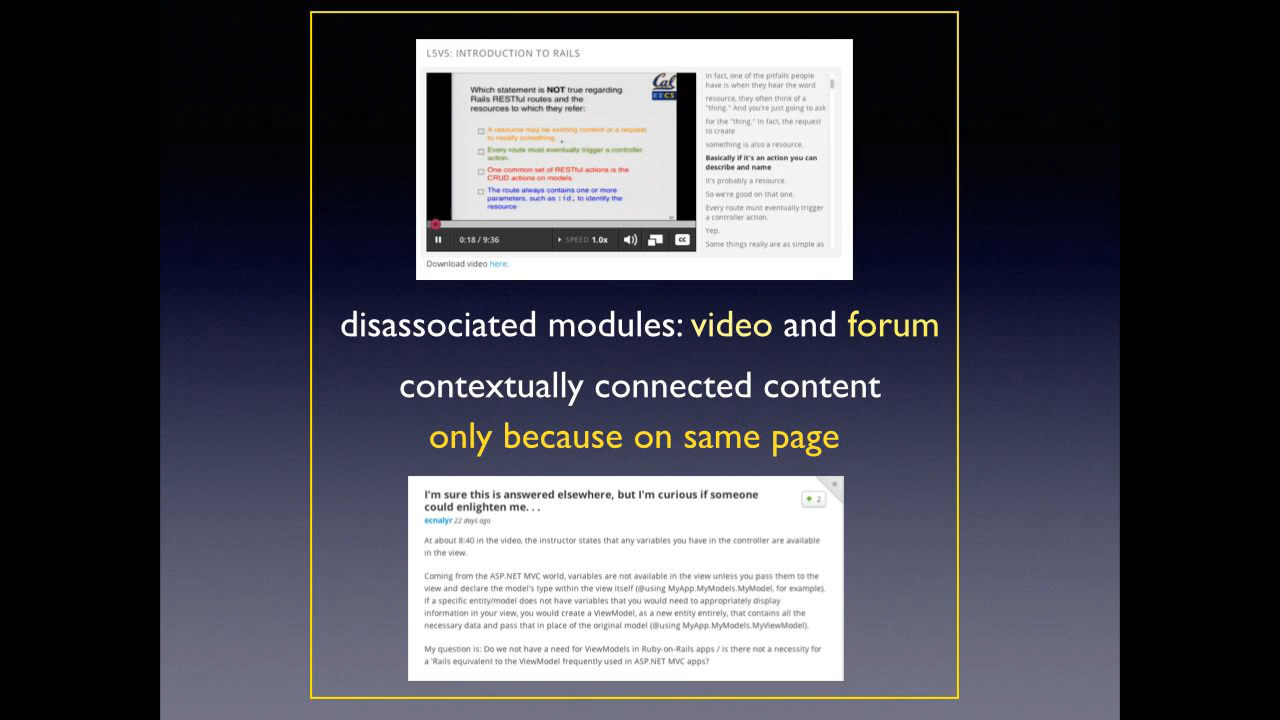 L5V5: INTRODUCTION TO RAILS
Which statement is NOT true regarding
Rails RESTful routes and the
resources to which they refer:
A resource may be existing content or a request
to modify something.
Every route must eventually trigger a controller
action.
One common set of RESTful actions is the
CRUD actions on models.
The route always contains one or more
parameters, such as :id, to identify the
resource
Cal
EECS
0:18 / 9:36
SPEED 1.0x
CC
In fact, one of the pitfalls people
have is when they hear the word
resource, they often think of a
"thing." And you're just going to ask
for the "thing." In fact, the request
to create
something is also a resource.
Basically if it's an action you can
describe and name
it's probably a resource.
So we're good on that one.
Every route must eventually trigger
a controller action.
Yep.
Some things really are as simple as
Download video here.
disassociated modules: video and forum
contextually connected content
only because on same page
I'm sure this is answered elsewhere, but I'm curious if someone
could enlighten me. . .
2
ecnalyr 22 days ago
At about 8:40 in the video, the instructor states that any variables you have in the controller are available
in the view.
Coming from the ASP.NET MVC world, variables are not available in the view unless you pass them to the
view and declare the model's type within the view itself (@using MyApp.MyModels.MyModel, for example).
If a specific entity/model does not have variables that you would need to appropriately display
information in your view, you would create a ViewModel, as a new entity entirely, that contains all the
necessary data and pass that in place of the original model (@using MyApp.MyModels.MyViewModel).
My question is: Do we not have a need for ViewModels in Ruby-on-Rails apps / is there not a necessity for
a 'Rails equivalent to the ViewModel frequently used in ASP.NET MVC apps?